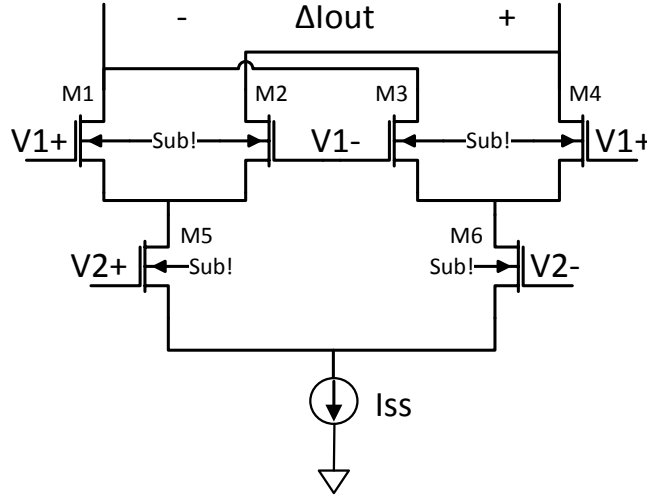 - ΔIout +
M1 M2 M3 M4
V1+ Sub! V1- Sub! V1+
M5 M6
V2+ Sub! Sub! V2-
Iss